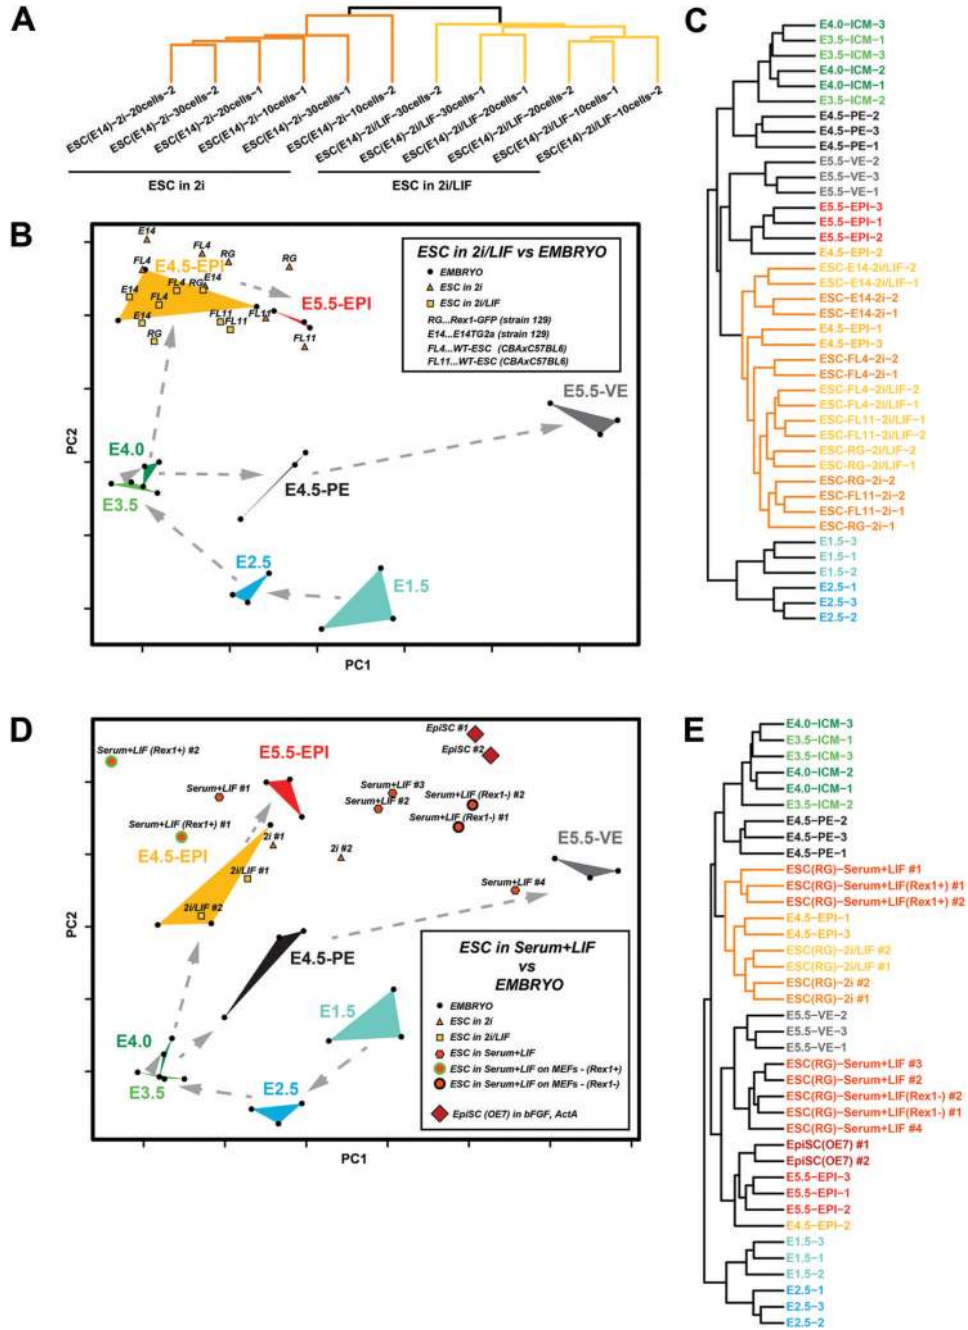 A
ESC(E14)-2i-20cells-2
ESC(E14)-2i-30cells-2
ESC(E14)-2i-20cells-1
ESC(E14)-2i-10cells-1
ESC(E14)-2i-30cells-1
ESC(E14)-2i-10cells-2
ESC(E14)-2i/LIF-30cells-2
ESC(E14)-2i/LIF-30cells-1
ESC(E14)-2i/LIF-20cells-1
ESC(E14)-2i/LIF-20cells-2
ESC(E14)-2i/LIF-10cells-1
ESC(E14)-2i/LIF-10cells-2
ESC in 2i
ESC in 2i/LIF
B
E14
FL4
RG
RG
FL4
E4.5-EPI
E14
FL4
RG
E14
FL4
E5.5-EPI
E14
RG
FL11
FL11
FL11
FL11
ESC in 2i/LIF vs EMBRYO
EMBRYO
ESC in 2i
ESC in 2i/LIF
RG...Rex1-GFP (strain 129)
E14...E14TG2a (strain 129)
FL4...WT-ESC (CBAxC57BL6)
FL11...WT-ESC (CBAxC57BL6)
E5.5-VE
E4.0
E3.5
E4.5-PE
E2.5
E1.5
PC2
PC1
C
E4.0-ICM-3
E3.5-ICM-1
E3.5-ICM-3
E4.0-ICM-2
E4.0-ICM-1
E3.5-ICM-2
E4.5-PE-2
E4.5-PE-3
E4.5-PE-1
E5.5-VE-2
E5.5-VE-3
E5.5-VE-1
E5.5-EPI-3
E5.5-EPI-1
E5.5-EPI-2
E4.5-EPI-2
ESC-E14-2i/LIF-2
ESC-E14-2i/LIF-1
ESC-E14-2i-2
ESC-E14-2i-1
E4.5-EPI-1
E4.5-EPI-3
ESC-FL4-2i-2
ESC-FL4-2i-1
ESC-FL4-2i/LIF-2
ESC-FL4-2i/LIF-1
ESC-FL11-2i/LIF-1
ESC-FL11-2i/LIF-2
ESC-RG-2i/LIF-2
ESC-RG-2i/LIF-1
ESC-RG-2i-2
ESC-FL11-2i-2
ESC-FL11-2i-1
ESC-RG-2i-1
E1.5-3
E1.5-1
E1.5-2
E2.5-1
E2.5-3
E2.5-2
D
Serum+LIF (Rex1+) #2
E5.5-EPI
EpiSC #1
EpiSC #2
Serum+LIF #1
Serum+LIF #3
Serum+LIF #2
Serum+LIF (Rex1-) #2
Serum+LIF (Rex1-) #1
Serum+LIF (Rex1+) #1
E4.5-EPI
2i #1
2i #2
E5.5-VE
2i/LIF #1
2i/LIF #2
Serum+LIF #4
E4.5-PE
E1.5
E4.0
E3.5
E2.5
ESC in Serum+LIF
vs
EMBRYO
EMBRYO
ESC in 2i
ESC in 2i/LIF
ESC in Serum+LIF
ESC in Serum+LIF on MEFs - (Rex1+)
ESC in Serum+LIF on MEFs - (Rex1-)
EpiSC (OE7) in bFGF, ActA
PC2
PC1
E
E4.0-ICM-3
E3.5-ICM-1
E3.5-ICM-3
E4.0-ICM-2
E4.0-ICM-1
E3.5-ICM-2
E4.5-PE-2
E4.5-PE-3
E4.5-PE-1
ESC(RG)-Serum+LIF #1
ESC(RG)-Serum+LIF(Rex1+) #1
ESC(RG)-Serum+LIF(Rex1+) #2
E4.5-EPI-1
E4.5-EPI-3
ESC(RG)-2i/LIF #2
ESC(RG)-2i/LIF #1
ESC(RG)-2i #2
ESC(RG)-2i #1
E5.5-VE-2
E5.5-VE-3
E5.5-VE-1
ESC(RG)-Serum+LIF #3
ESC(RG)-Serum+LIF #2
ESC(RG)-Serum+LIF(Rex1-) #2
ESC(RG)-Serum+LIF(Rex1-) #1
ESC(RG)-Serum+LIF #4
EpiSC(OE7) #1
EpiSC(OE7) #2
E5.5-EPI-3
E5.5-EPI-1
E5.5-EPI-2
E4.5-EPI-2
E1.5-3
E1.5-1
E1.5-2
E2.5-1
E2.5-3
E2.5-2